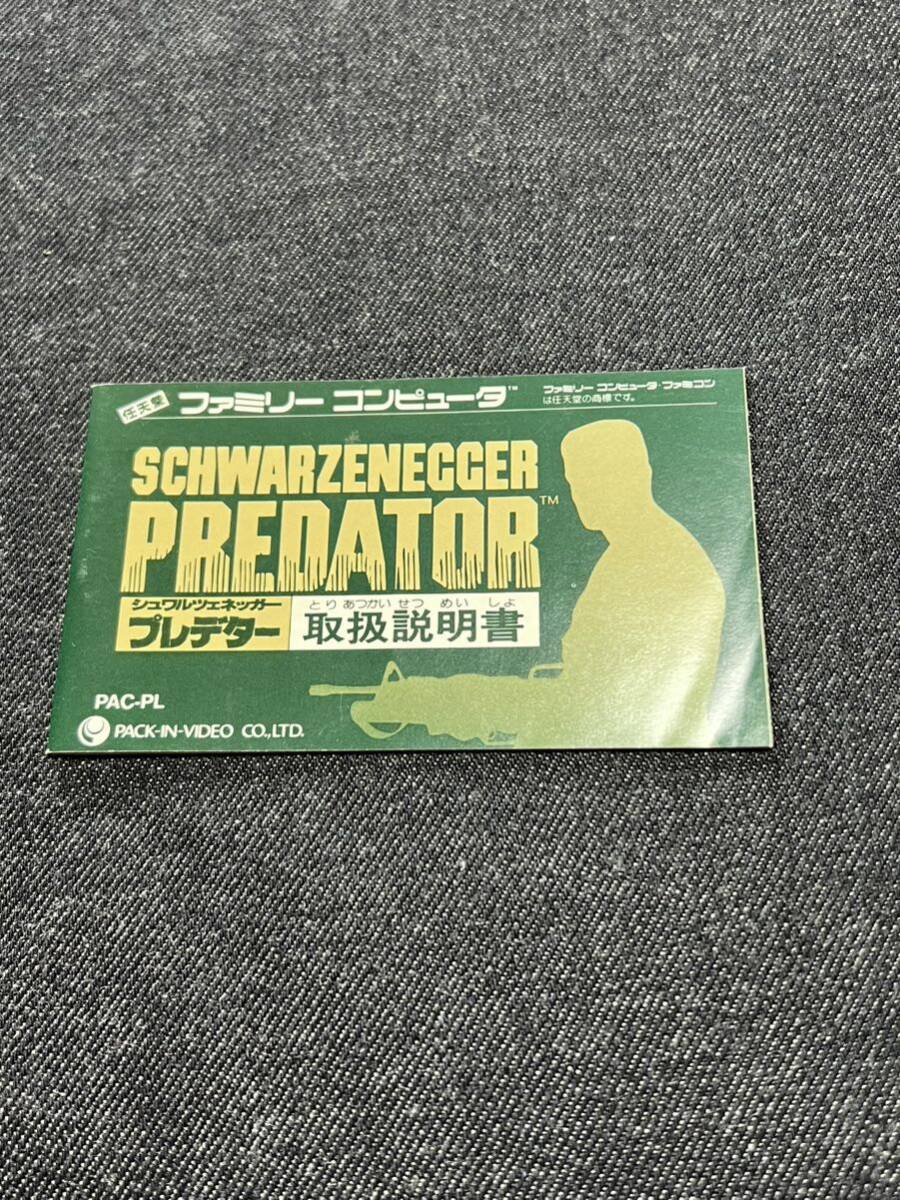 任天堂 ファミリー コンピュータ™
ファミリー コンピュータ・ファミコン
は任天堂の商標です。
SCHWARZENEGGER
PREDATOR™
シュワルツェネッガー
プレデター
とりあつかいせつめいしょ
取扱説明書
PAC-PL
PACK-IN-VIDEO CO.,LTD.